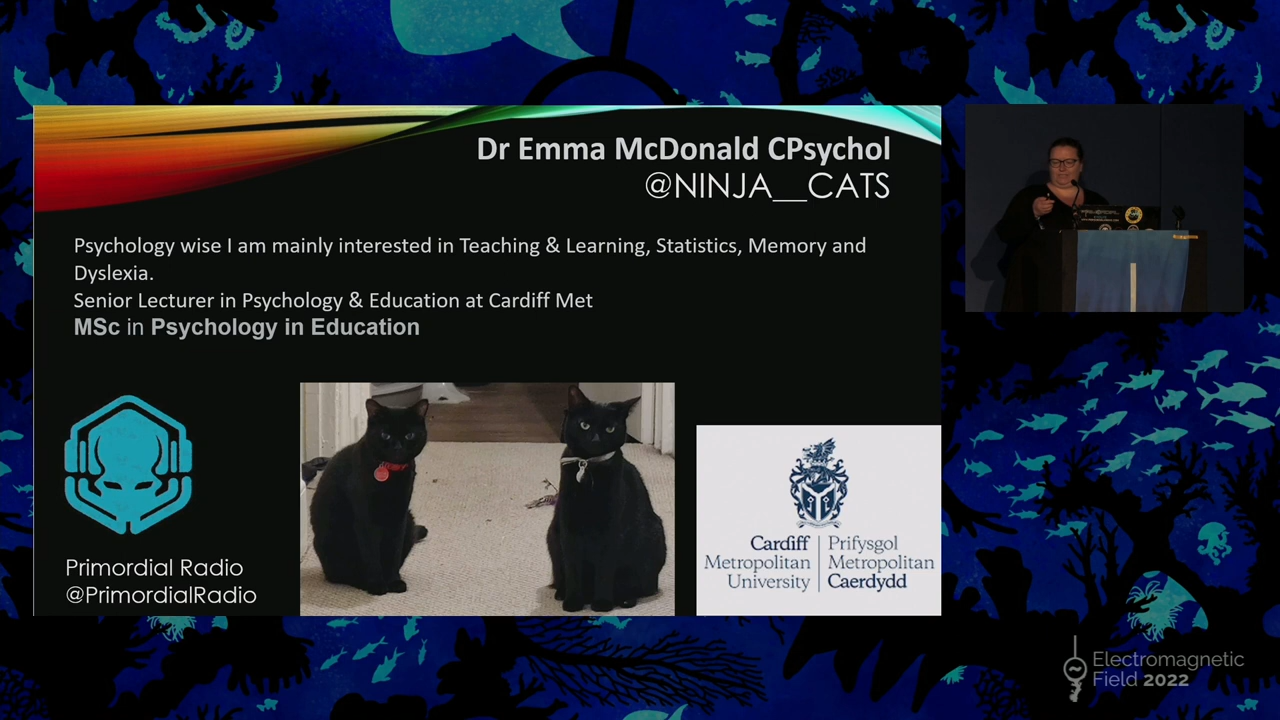 Dr Emma McDonald CPsychol
@NINJA__CATS
Psychology wise I am mainly interested in Teaching & Learning, Statistics, Memory and
Dyslexia.
Senior Lecturer in Psychology & Education at Cardiff Met
MSc in Psychology in Education
Primordial Radio
@PrimordialRadio
Cardiff
Metropolitan
University
Prifysgol
Metropolitan
Caerdydd
Electromagnetic
Field 2022